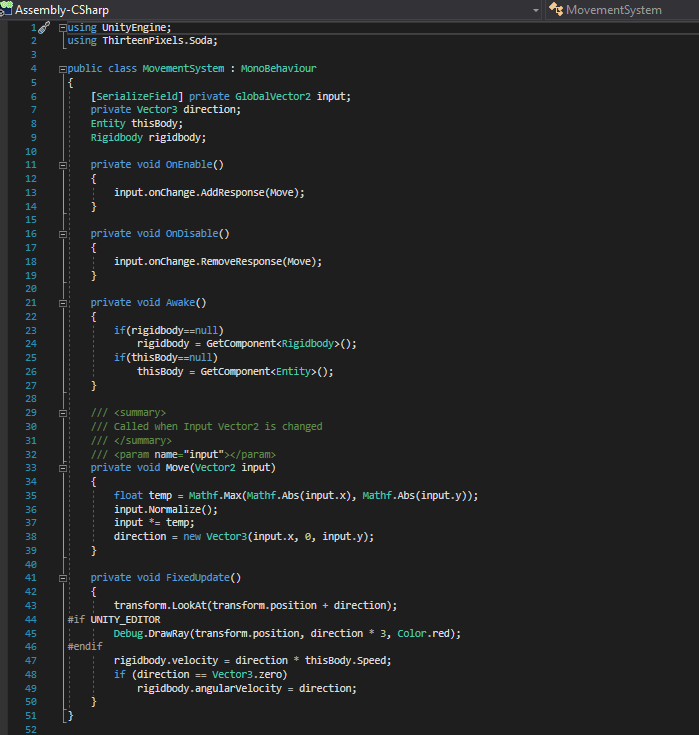 Assembly-CSharp MovementSystem
1 using UnityEngine;
2 using ThirteenPixels.Soda;
3
4 public class MovementSystem : MonoBehaviour
5 {
6     [SerializeField] private GlobalVector2 input;
7     private Vector3 direction;
8     Entity thisBody;
9     Rigidbody rigidbody;
10
11     private void OnEnable()
12     {
13         input.onChange.AddResponse(Move);
14     }
15
16     private void OnDisable()
17     {
18         input.onChange.RemoveResponse(Move);
19     }
20
21     private void Awake()
22     {
23         if(rigidbody==null)
24             rigidbody = GetComponent<Rigidbody>();
25         if(thisBody==null)
26             thisBody = GetComponent<Entity>();
27     }
28
29     /// <summary>
30     /// Called when Input Vector2 is changed
31     /// </summary>
32     /// <param name="input"></param>
33     private void Move(Vector2 input)
34     {
35         float temp = Mathf.Max(Mathf.Abs(input.x), Mathf.Abs(input.y));
36         input.Normalize();
37         input *= temp;
38         direction = new Vector3(input.x, 0, input.y);
39     }
40
41     private void FixedUpdate()
42     {
43         transform.LookAt(transform.position + direction);
44 #if UNITY_EDITOR
45         Debug.DrawRay(transform.position, direction * 3, Color.red);
46 #endif
47         rigidbody.velocity = direction * thisBody.Speed;
48         if (direction == Vector3.zero)
49             rigidbody.angularVelocity = direction;
50     }
51 }
52